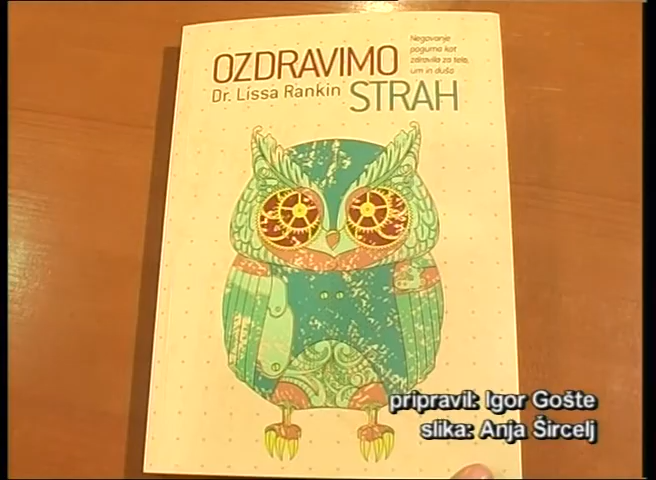 OZDRAVIMO
STRAH
Dr. Lissa Rankin
Negovanje
poguma kot
zdravila za telo,
um in dušo
pripravil: Igor Gošte
slika: Anja Šircelj